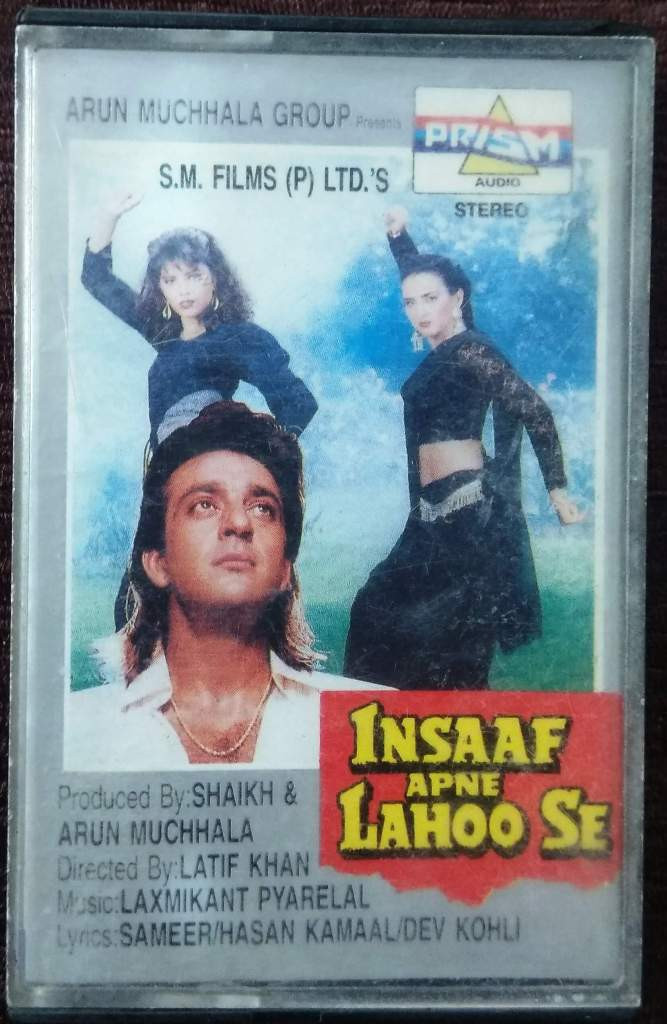 ARUN MUCHHALA GROUP Presents
PRISM
AUDIO
S.M. FILMS (P) LTD.'S
STEREO
INSAAF
APNE
LAHOO SE
Produced By:SHAIKH &
ARUN MUCHHALA
Directed By:LATIF KHAN
Music:LAXMIKANT PYARELAL
Lyrics:SAMEER/HASAN KAMAAL/DEV KOHLI